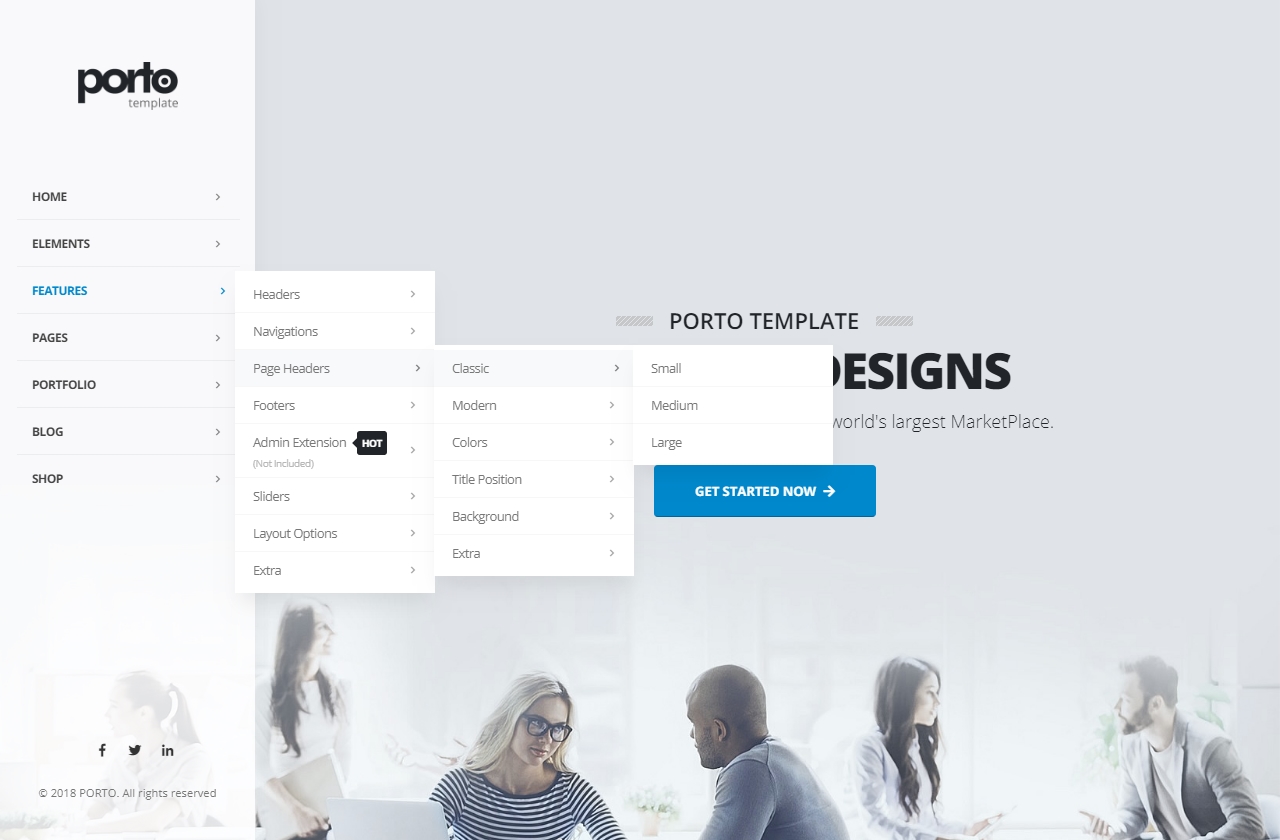 porto
template
HOME
ELEMENTS
FEATURES
PAGES
PORTFOLIO
BLOG
SHOP
Headers
Navigations
Page Headers
Footers
Admin Extension HOT
(Not Included)
Sliders
Layout Options
Extra
Classic
Modern
Colors
Title Position
Background
Extra
Small
Medium
Large
PORTO TEMPLATE
DESIGNS
world's largest MarketPlace.
GET STARTED NOW
© 2018 PORTO. All rights reserved